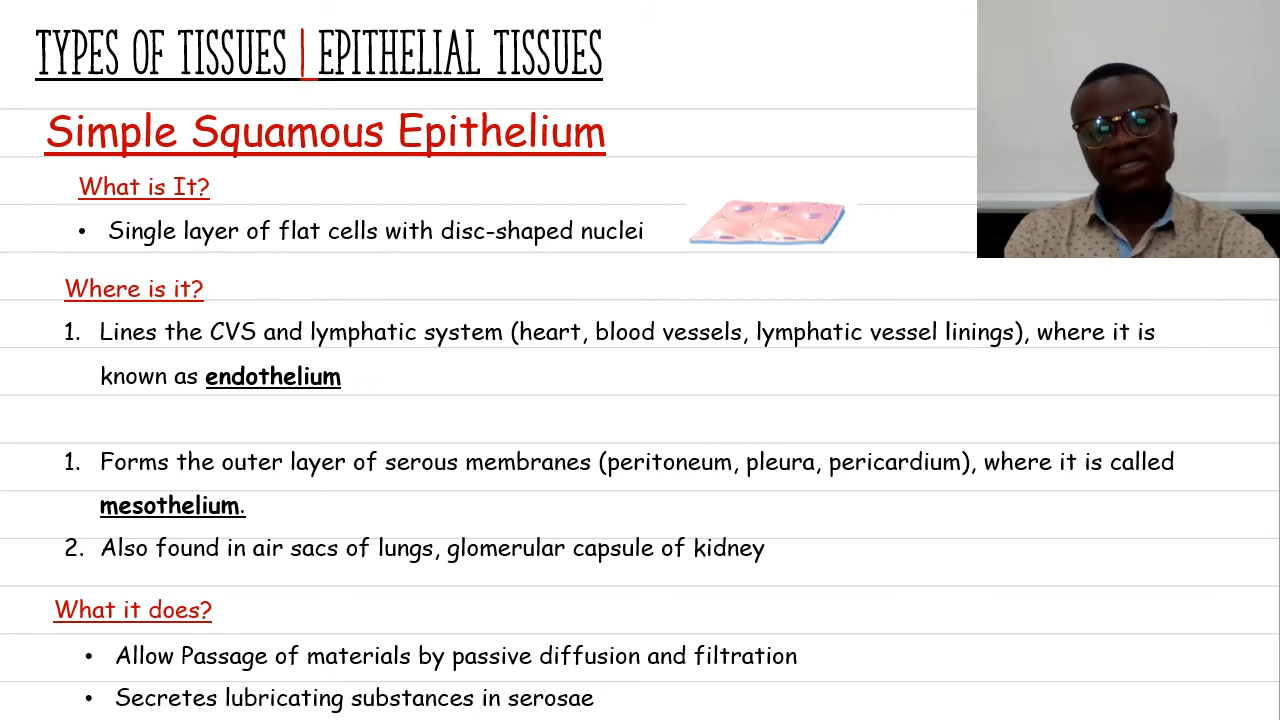 TYPES OF TISSUES | EPITHELIAL TISSUES
Simple Squamous Epithelium
What is It?
• Single layer of flat cells with disc-shaped nuclei
Where is it?
1. Lines the CVS and lymphatic system (heart, blood vessels, lymphatic vessel linings), where it is
known as endothelium
1. Forms the outer layer of serous membranes (peritoneum, pleura, pericardium), where it is called
mesothelium.
2. Also found in air sacs of lungs, glomerular capsule of kidney
What it does?
• Allow Passage of materials by passive diffusion and filtration
• Secretes lubricating substances in serosae